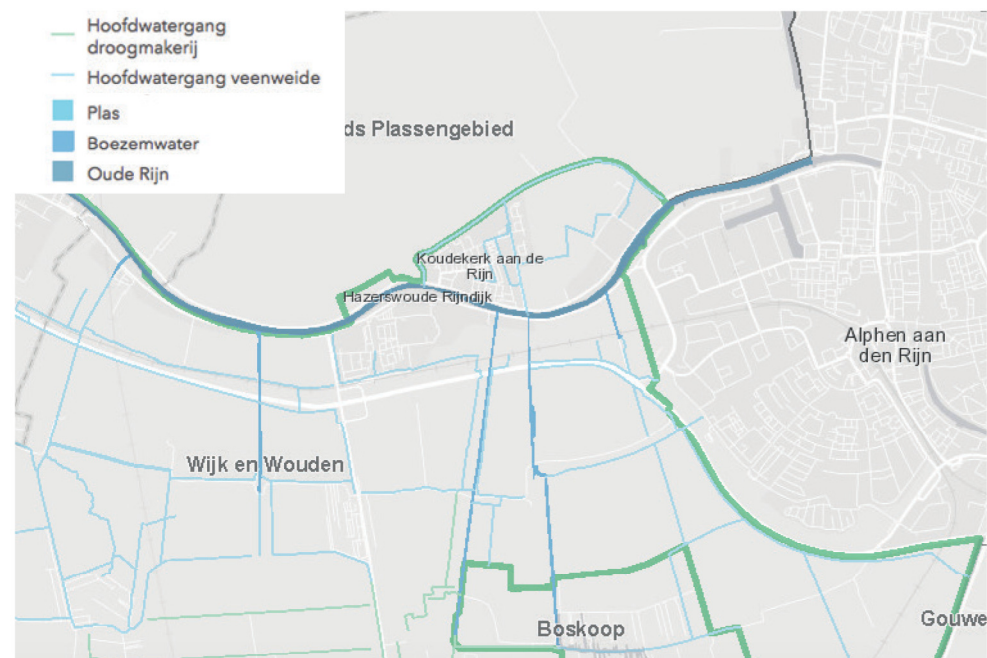 Hoofdwatergang
droogmakerij
Hoofdwatergang veenweide
Plas
Boezemwater
Oude Rijn
ds Plassengebied
Koudekerk aan de
Rijn
Hazerswoude Rijndijk
Alphen aan
den Rijn
Wijk en Wouden
Boskoop
Gouwe